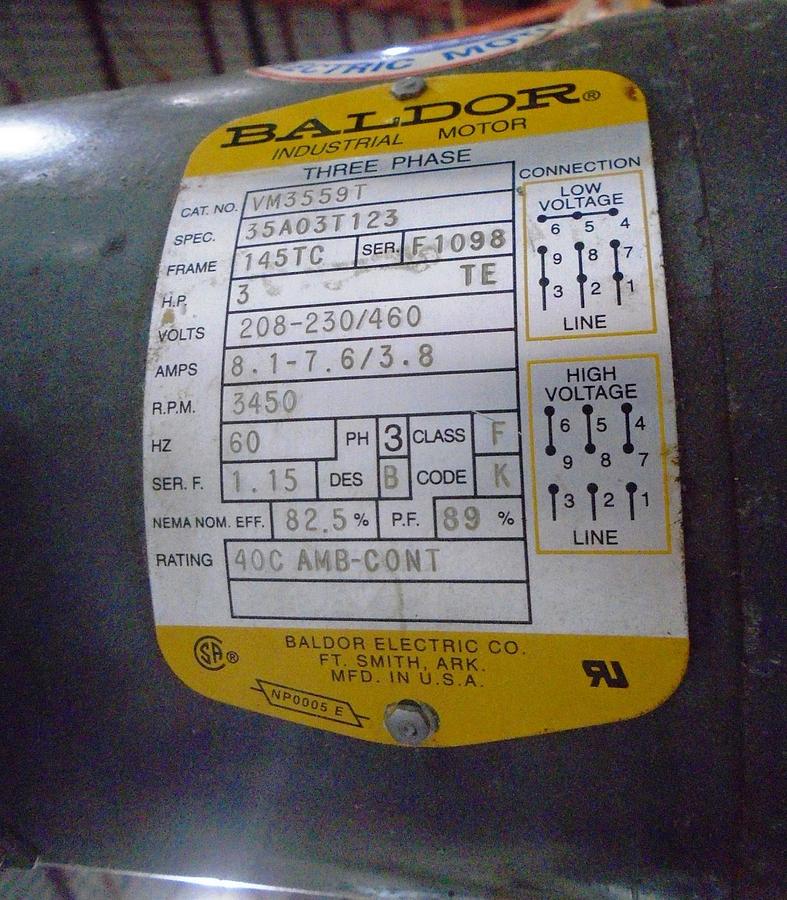 ECTRIC MOT
BALDOR®
INDUSTRIAL MOTOR
THREE PHASE
CAT. NO. VM3559T
SPEC. 35A03T123
FRAME 145TC SER. F1098
TE
H.P. 3
VOLTS 208-230/460
AMPS 8.1-7.6/3.8
R.P.M. 3450
HZ 60 PH 3 CLASS F
SER. F. 1.15 DES B CODE K
NEMA NOM. EFF. 82.5 % P.F. 89 %
RATING 40C AMB-CONT
CONNECTION
LOW
VOLTAGE
6 5 4
9 8 7
3 2 1
LINE
HIGH
VOLTAGE
6 5 4
9 8 7
3 2 1
LINE
SA®
BALDOR ELECTRIC CO.
FT. SMITH, ARK.
MFD. IN U.S.A.
RU
NP0005 E